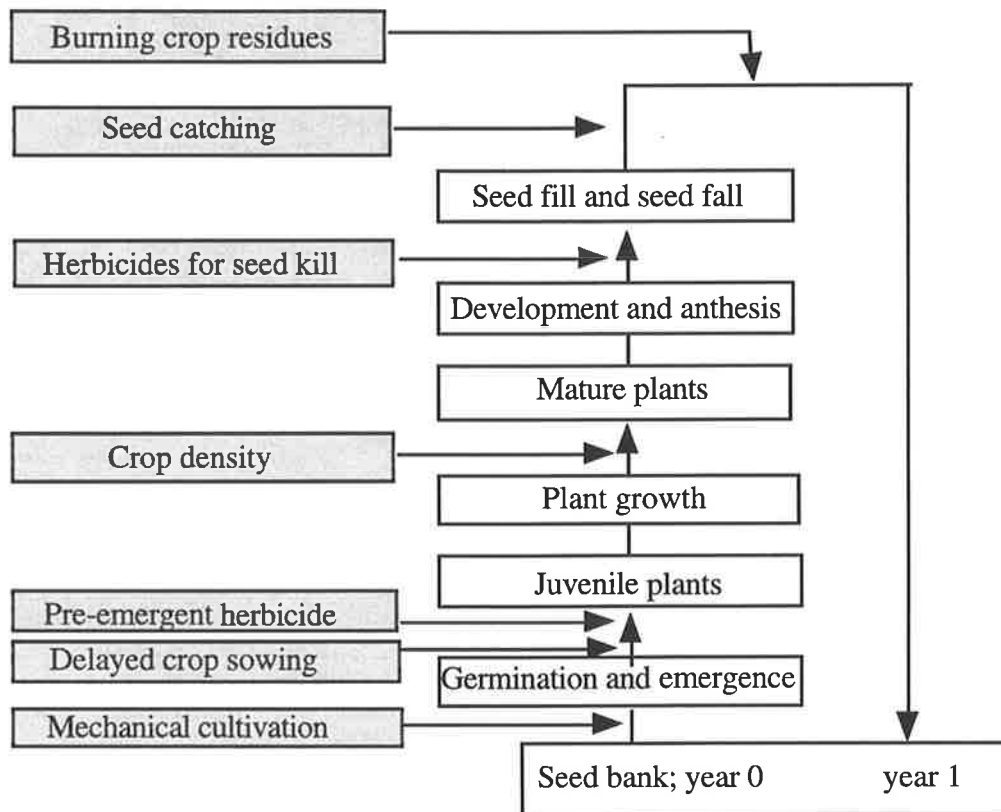 Burning crop residues
Seed catching
Seed fill and seed fall
Herbicides for seed kill
Development and anthesis
Mature plants
Crop density
Plant growth
Juvenile plants
Pre-emergent herbicide
Delayed crop sowing
Germination and emergence
Mechanical cultivation
Seed bank; year 0 year 1